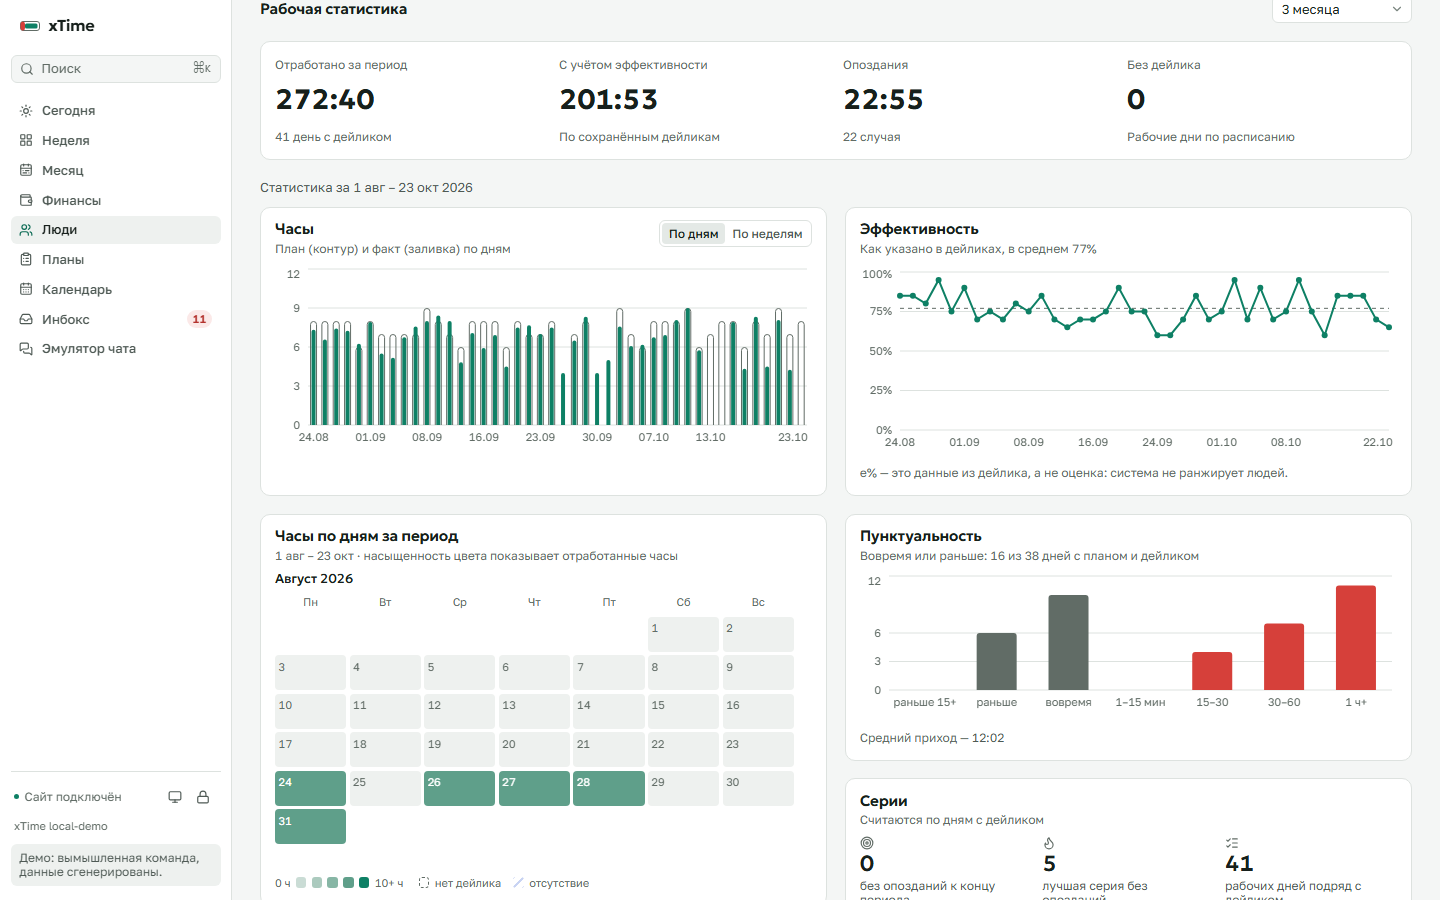 xTime
Поиск ⌘K
Сегодня
Неделя
Месяц
Финансы
Люди
Планы
Календарь
Инбокс 11
Эмулятор чата
Сайт подключён
xTime local-demo
Демо: вымышленная команда,
данные сгенерированы.
Рабочая статистика
3 месяца
Отработано за период
272:40
41 день с дейликом
С учётом эффективности
201:53
По сохранённым дейликам
Опоздания
22:55
22 случая
Без дейлика
0
Рабочие дни по расписанию
Статистика за 1 авг – 23 окт 2026
Часы
План (контур) и факт (заливка) по дням
По дням По неделям
12
9
6
3
0
24.08 01.09 08.09 16.09 23.09 30.09 07.10 13.10 23.10
Эффективность
Как указано в дейликах, в среднем 77%
100%
75%
50%
25%
0%
24.08 01.09 08.09 16.09 24.09 01.10 08.10 22.10
е% — это данные из дейлика, а не оценка: система не ранжирует людей.
Часы по дням за период
1 авг – 23 окт · насыщенность цвета показывает отработанные часы
Август 2026
Пн Вт Ср Чт Пт Сб Вс
1 2
3 4 5 6 7 8 9
10 11 12 13 14 15 16
17 18 19 20 21 22 23
24 25 26 27 28 29 30
31
0 ч 10+ ч нет дейлика отсутствие
Пунктуальность
Вовремя или раньше: 16 из 38 дней с планом и дейликом
12
6
3
0
раньше 15+ раньше вовремя 1–15 мин 15–30 30–60 1 ч+
Средний приход — 12:02
Серии
Считаются по дням с дейликом
0
без опозданий к концу
периода
5
лучшая серия без
опозданий
41
рабочих дней подряд с
дейликом